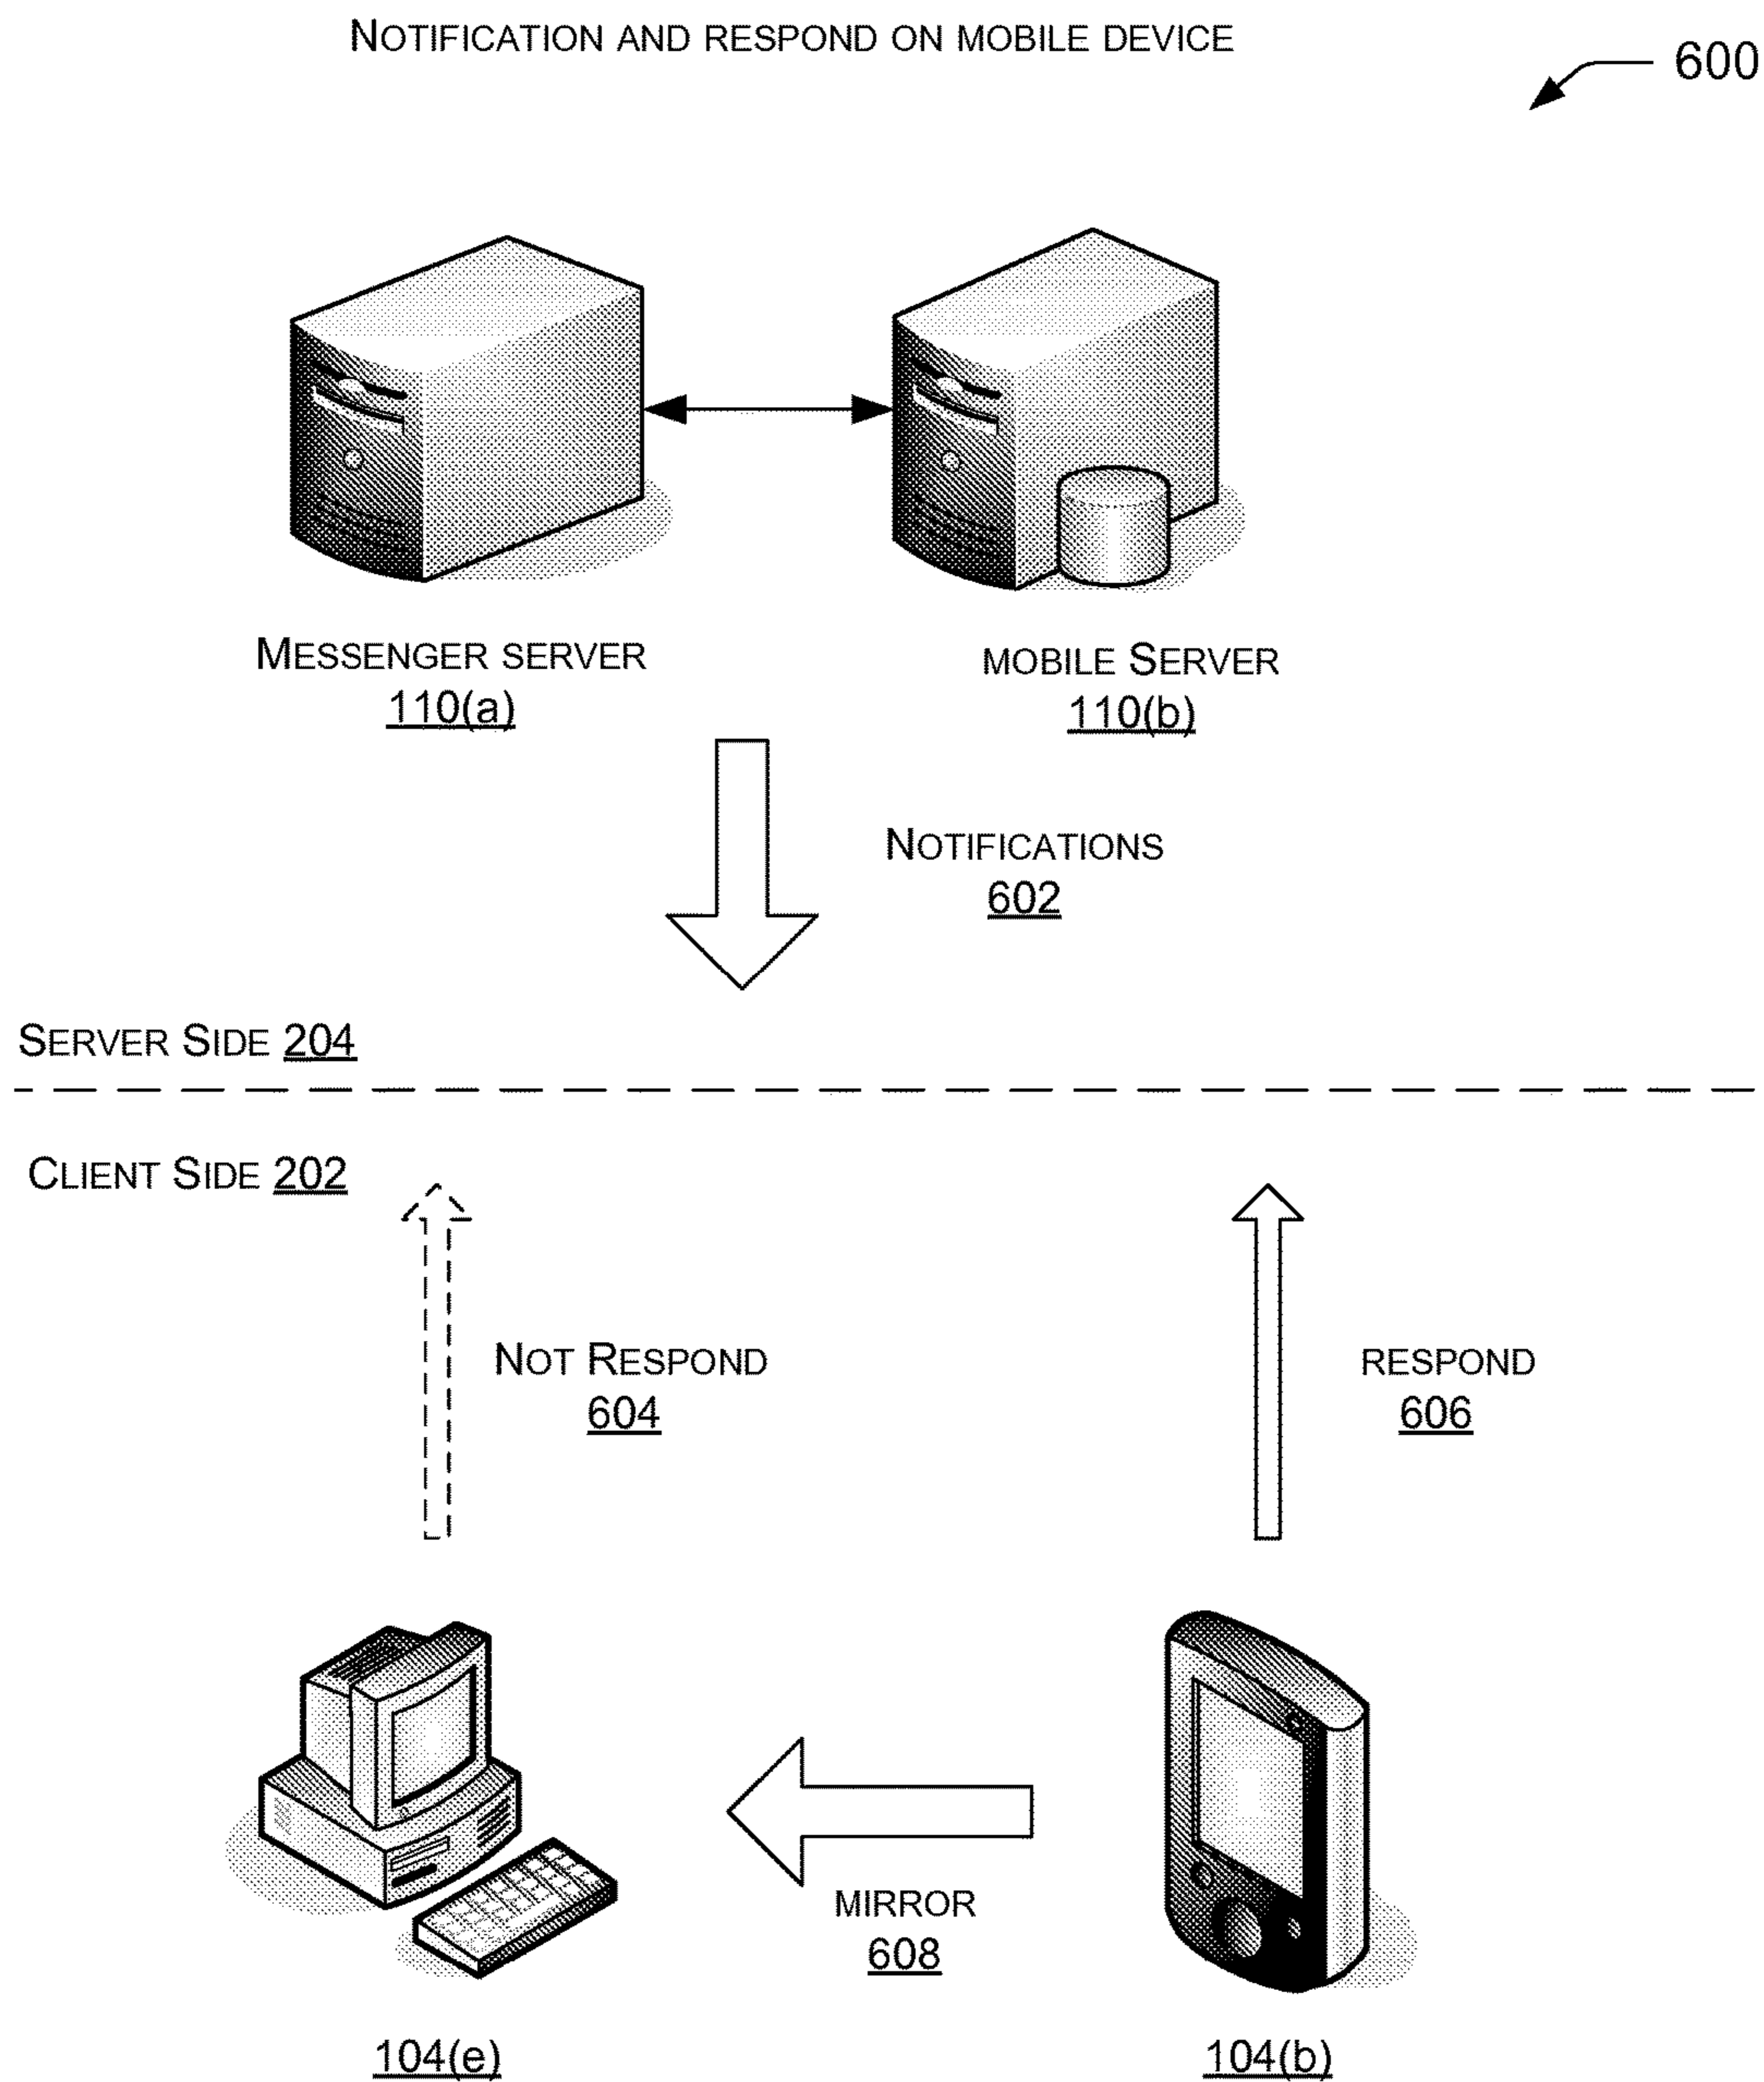 NOTIFICATION AND RESPOND ON MOBILE DEVICE
600
MESSENGER SERVER
110(a)
MOBILE SERVER
110(b)
NOTIFICATIONS
602
SERVER SIDE 204
CLIENT SIDE 202
NOT RESPOND
604
RESPOND
606
MIRROR
608
104(e)
104(b)